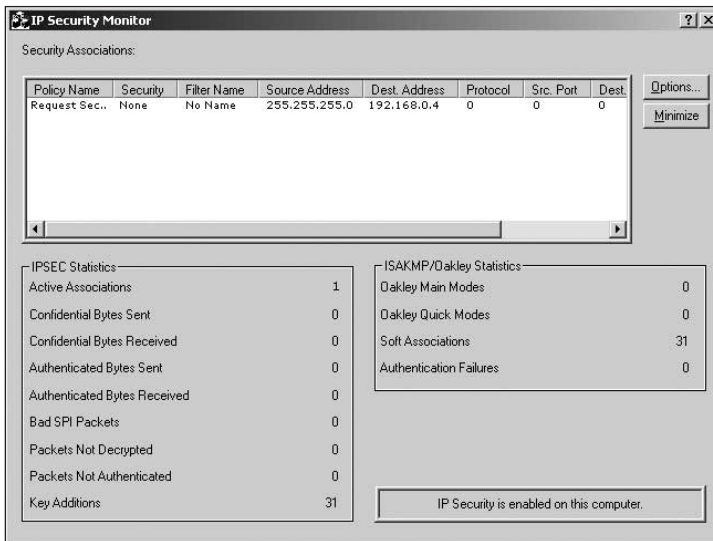 IP Security Monitor
Security Associations:
Policy Name Security Filter Name Source Address Dest. Address Protocol Src. Port Dest.
Request Sec.. None No Name 255.255.255.0 192.168.0.4 0 0 0
Options...
Minimize
IPSEC Statistics
Active Associations 1
Confidential Bytes Sent 0
Confidential Bytes Received 0
Authenticated Bytes Sent 0
Authenticated Bytes Received 0
Bad SPI Packets 0
Packets Not Decrypted 0
Packets Not Authenticated 0
Key Additions 31
ISAKMP/Oakley Statistics
Oakley Main Modes 0
Oakley Quick Modes 0
Soft Associations 31
Authentication Failures 0
IP Security is enabled on this computer.